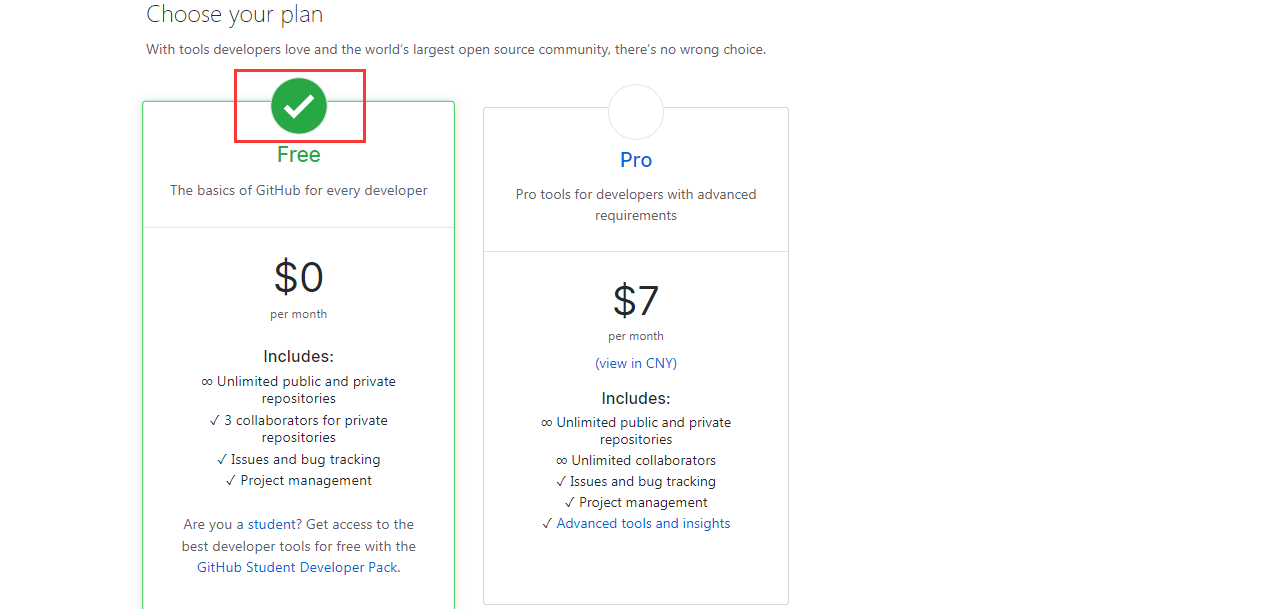 Choose your plan
With tools developers love and the world's largest open source community, there's no wrong choice.
Free
The basics of GitHub for every developer
$0
per month
Includes:
∞ Unlimited public and private
repositories
✓ 3 collaborators for private
repositories
✓ Issues and bug tracking
✓ Project management
Are you a student? Get access to the
best developer tools for free with the
GitHub Student Developer Pack.
Pro
Pro tools for developers with advanced
requirements
$7
per month
(view in CNY)
Includes:
∞ Unlimited public and private
repositories
∞ Unlimited collaborators
✓ Issues and bug tracking
✓ Project management
✓ Advanced tools and insights